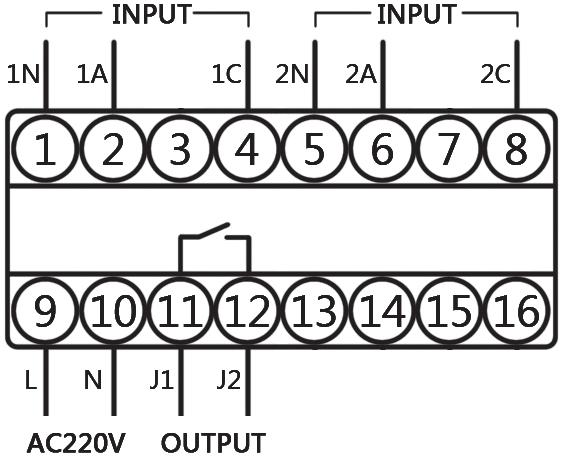 INPUT INPUT
1N 1A 1C 2N 2A 2C
1 2 3 4 5 6 7 8
9 10 11 12 13 14 15 16
L N J1 J2
AC220V OUTPUT